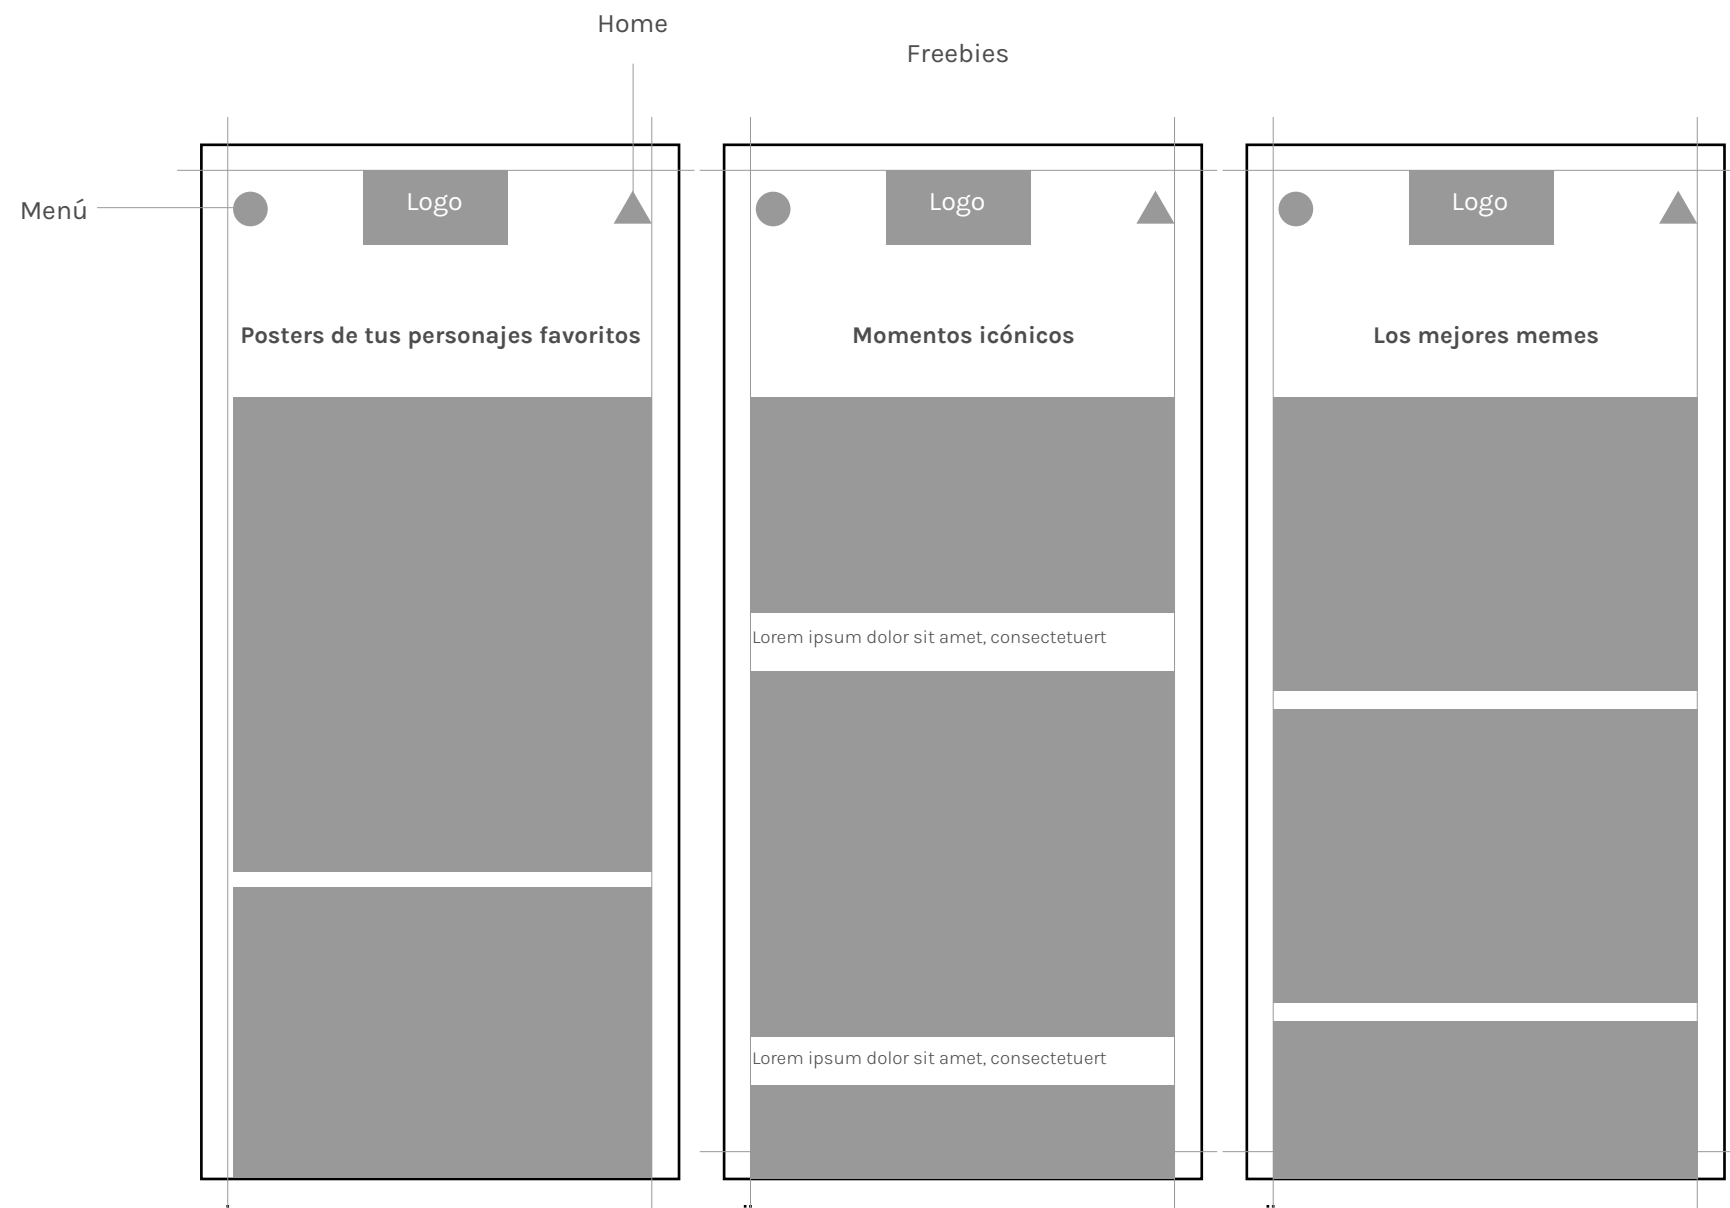 Home
Freebies
Menú
Logo
Logo
Logo
Posters de tus personajes favoritos
Momentos icónicos
Los mejores memes
Lorem ipsum dolor sit amet, consectetuert
Lorem ipsum dolor sit amet, consectetuert